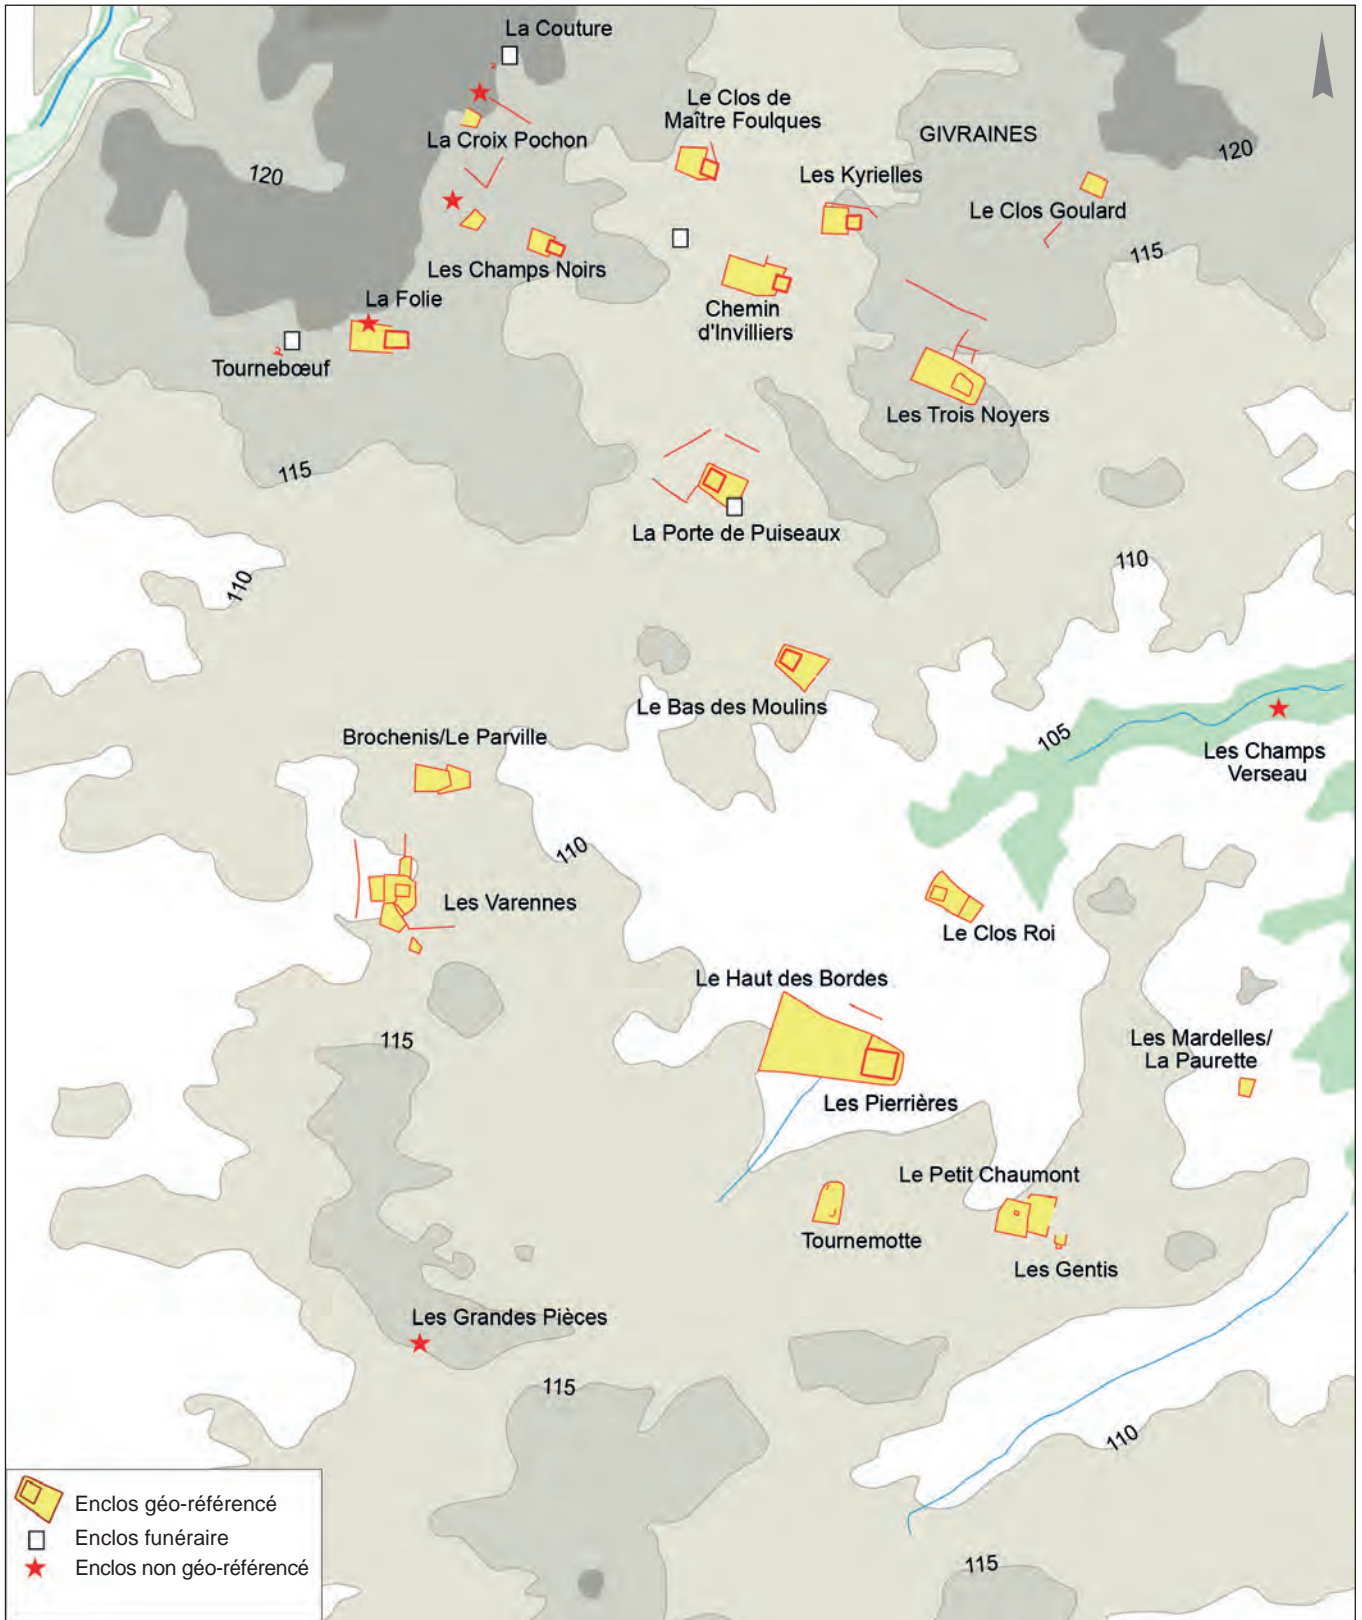 La Couture
Le Clos de
Maître Foulques
La Croix Pochon
GIVRAINES
120
120
Les Kyrielles
Le Clos Goulard
115
Les Champs Noirs
La Folie
Chemin
d'Invilliers
Tournebœuf
Les Trois Noyers
115
La Porte de Puiseaux
110
110
Le Bas des Moulins
Brochenis/Le Parville
105
Les Champs
Verseau
110
Les Varennes
Le Clos Roi
Le Haut des Bordes
115
Les Mardelles/
La Paurette
Les Pierrières
Le Petit Chaumont
Tournemotte
Les Gentis
Les Grandes Pièces
115
110
Enclos géo-référencé
Enclos funéraire
Enclos non géo-référencé
115